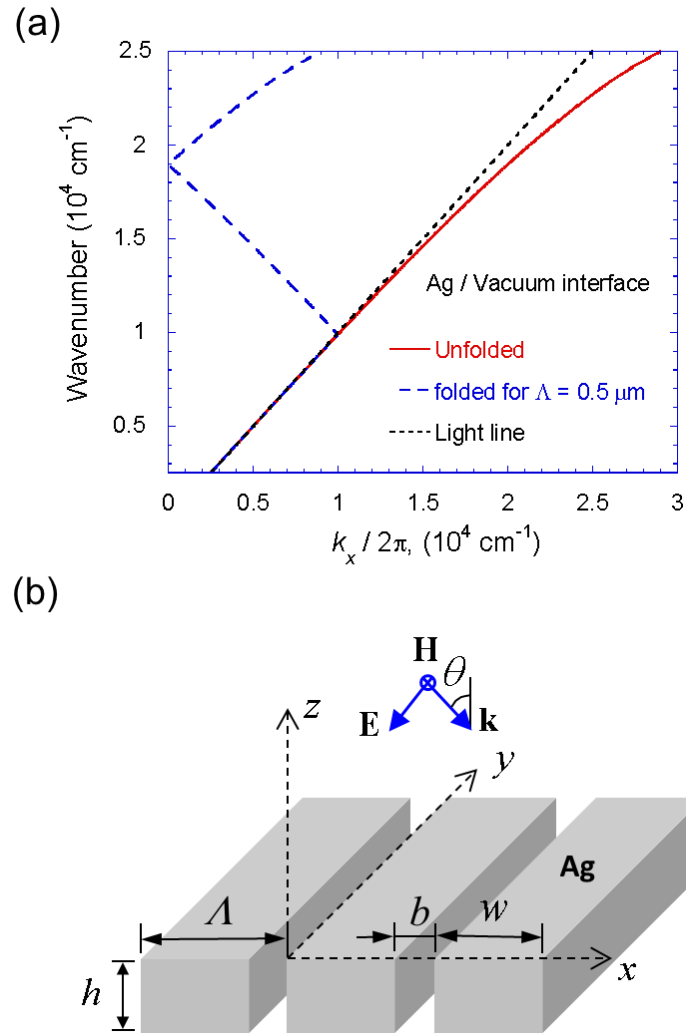 (a)
2.5
2
1.5
1
0.5
Wavenumber (10⁴ cm⁻¹)
Ag / Vacuum interface
Unfolded
folded for Λ = 0.5 μm
Light line
0 0.5 1 1.5 2 2.5 3
kₓ / 2π, (10⁴ cm⁻¹)
(b)
H
θ
z
E
k
y
Ag
Λ
b
w
x
h